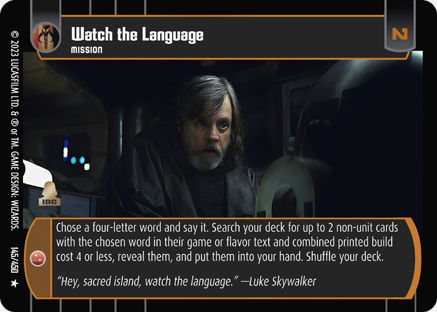 Watch the Language
MISSION
N
© 2023 LUCASFILM LTD. & ® or TM. GAME DESIGN: WIZARDS.
145/450 ★
IDC
Chose a four-letter word and say it. Search your deck for up to 2 non-unit cards
with the chosen word in their game or flavor text and combined printed build
cost 4 or less, reveal them, and put them into your hand. Shuffle your deck.
“Hey, sacred island, watch the language.” —Luke Skywalker